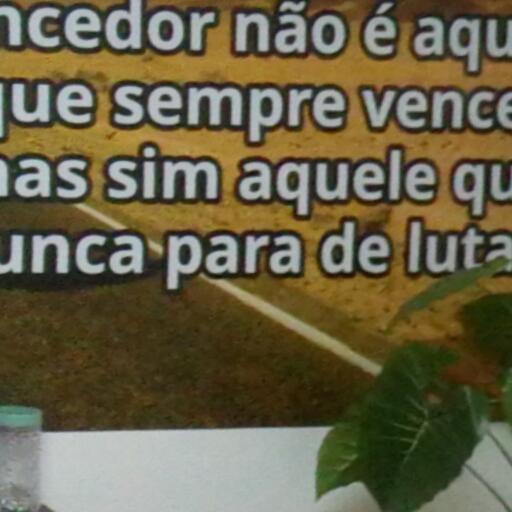 ncedor não é aqu
que sempre vence
nas sim aquele qu
unca para de luta